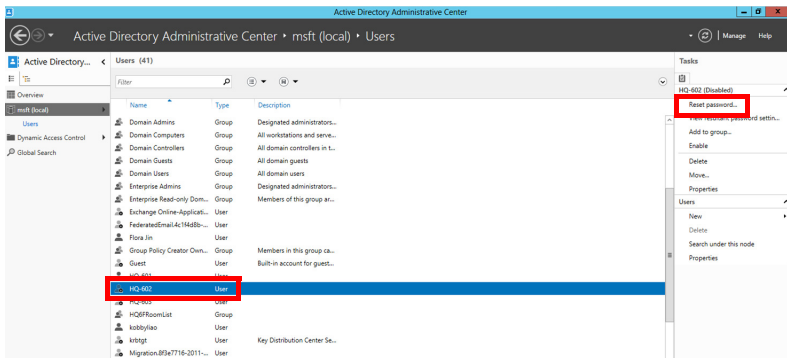 Active Directory Administrative Center
Active Directory Administrative Center • msft (local) • Users
Manage Help
Active Directory...
Overview
msft (local)
Users
Dynamic Access Control
Global Search
Users (41)
Filter
Name Type Description
Domain Admins Group Designated administrators...
Domain Computers Group All workstations and serve...
Domain Controllers Group All domain controllers in t...
Domain Guests Group All domain guests
Domain Users Group All domain users
Enterprise Admins Group Designated administrators...
Enterprise Read-only Dom... Group Members of this group ar...
Exchange Online-Applicati... User
FederatedEmail.4c1f4d8b-... User
Flora Jin User
Group Policy Creator Own... Group Members in this group ca...
Guest User Built-in account for guest...
HQ-601 User
HQ-602 User
HQ-603 User
HQ6FRoomList Group
kobbyliao User
krbtgt User Key Distribution Center Se...
Migration.8f3e7716-2011-... User
Tasks
HQ-602 (Disabled)
Reset password...
View resultant password settin...
Add to group...
Enable
Delete
Move...
Properties
Users
New
Delete
Search under this node
Properties